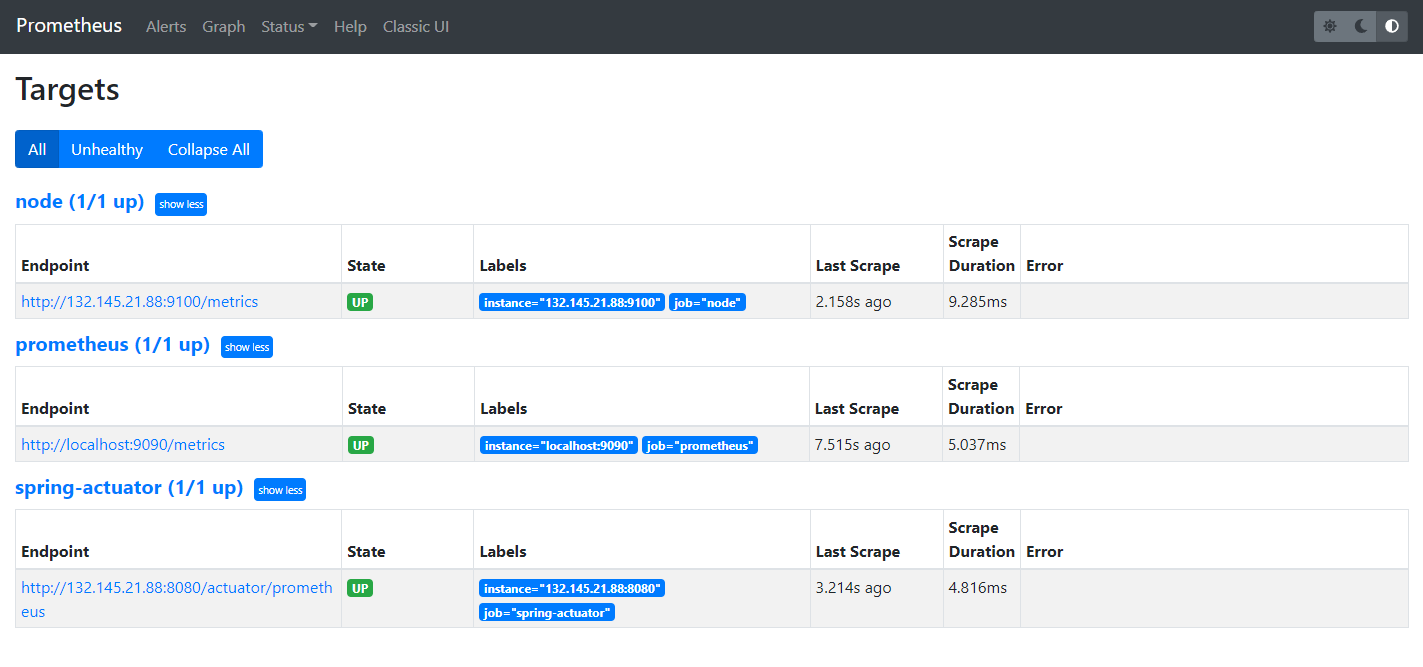 Prometheus Alerts Graph Status Help Classic UI
Targets
All Unhealthy Collapse All
node (1/1 up) show less
Endpoint State Labels Last Scrape Scrape Duration Error
http://132.145.21.88:9100/metrics UP instance="132.145.21.88:9100" job="node" 2.158s ago 9.285ms
prometheus (1/1 up) show less
Endpoint State Labels Last Scrape Scrape Duration Error
http://localhost:9090/metrics UP instance="localhost:9090" job="prometheus" 7.515s ago 5.037ms
spring-actuator (1/1 up) show less
Endpoint State Labels Last Scrape Scrape Duration Error
http://132.145.21.88:8080/actuator/prometh UP instance="132.145.21.88:8080" 3.214s ago 4.816ms
eus job="spring-actuator"